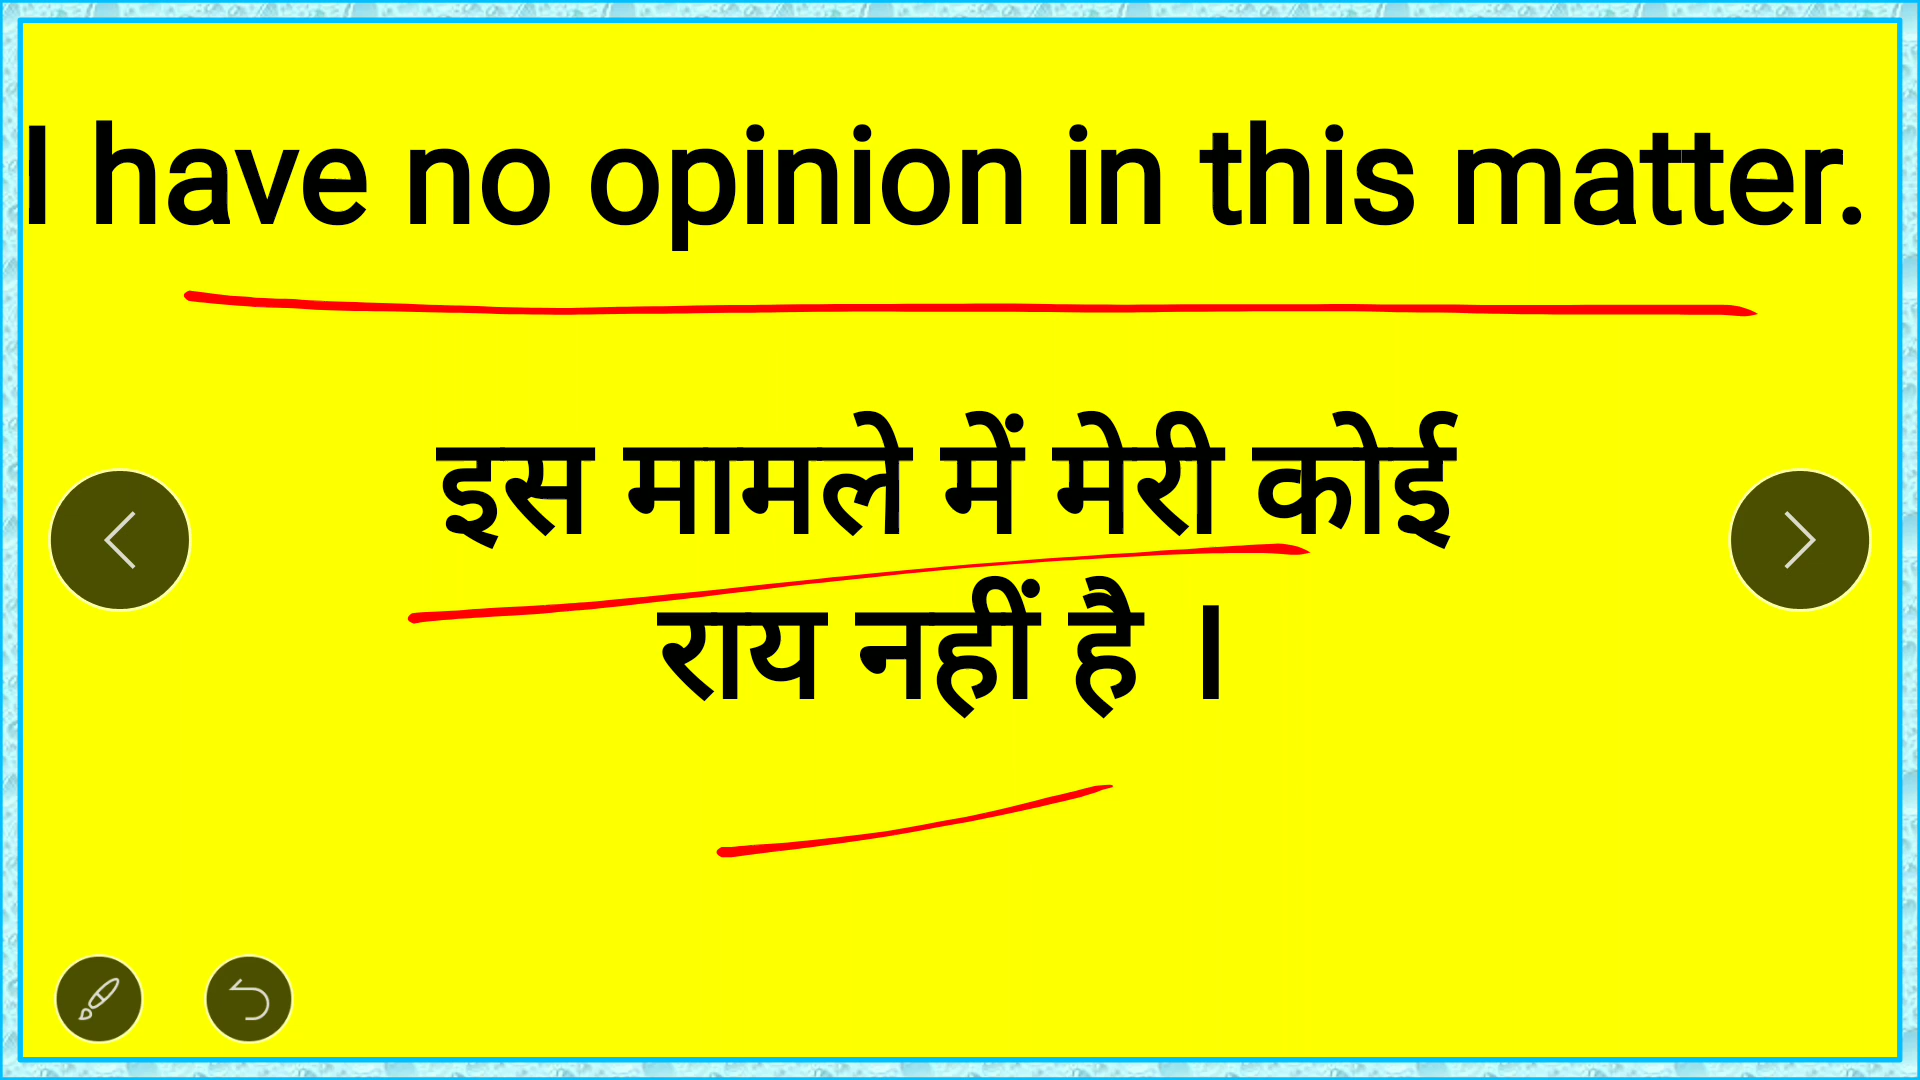 I have no opinion in this matter.
इस मामले में मेरी कोई
राय नहीं है ।